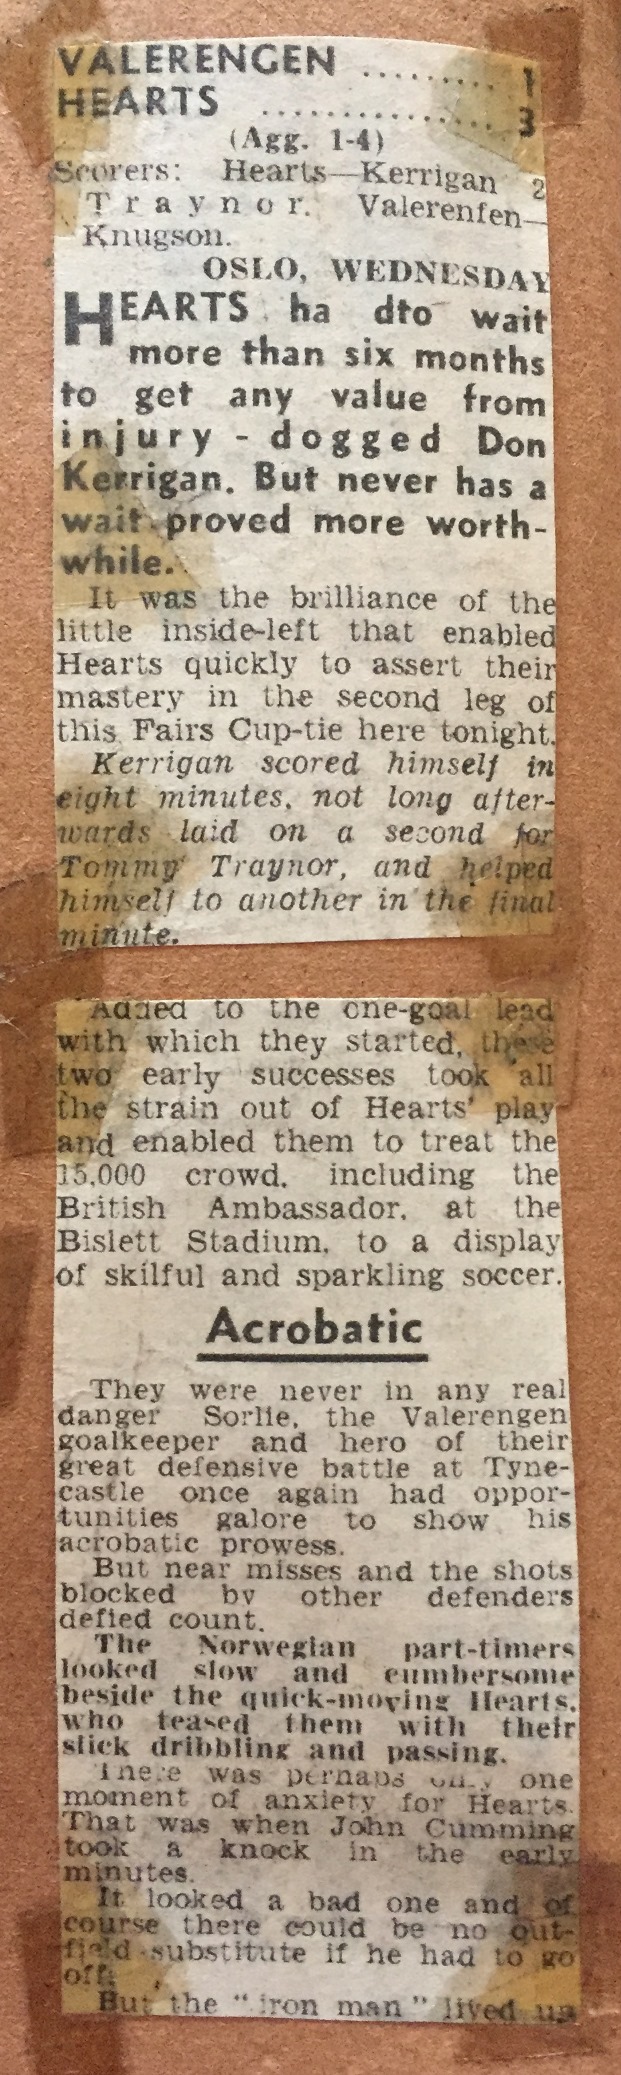 VALERENGEN ......... 1
HEARTS ................ 3
(Agg. 1-4)
Scorers: Hearts—Kerrigan 2
Traynor. Valerenfen—
Knugson.
OSLO, WEDNESDAY
HEARTS ha dto wait
more than six months
to get any value from
injury - dogged Don
Kerrigan. But never has a
wait proved more worth-
while.
It was the brilliance of the
little inside-left that enabled
Hearts quickly to assert their
mastery in the second leg of
this Fairs Cup-tie here tonight.
Kerrigan scored himself in
eight minutes, not long after-
wards laid on a second for
Tommy Traynor, and helped
himself to another in the final
minute.
Added to the one-goal lead
with which they started, these
two early successes took all
the strain out of Hearts' play
and enabled them to treat the
15,000 crowd, including the
British Ambassador, at the
Bislett Stadium, to a display
of skilful and sparkling soccer.
Acrobatic
They were never in any real
danger Sorlie, the Valerengen
goalkeeper and hero of their
great defensive battle at Tyne-
castle once again had oppor-
tunities galore to show his
acrobatic prowess.
But near misses and the shots
blocked by other defenders
defied count.
The Norwegian part-timers
looked slow and cumbersome
beside the quick-moving Hearts,
who teased them with their
slick dribbling and passing.
There was perhaps only one
moment of anxiety for Hearts.
That was when John Cumming
took a knock in the early
minutes.
It looked a bad one and of
course there could be no out-
field substitute if he had to go
off.
But the "iron man" lived up